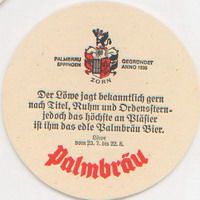 PALMBRÄU GEGRÜNDET
EPPINGEN ANNO 1835
ZORN
Der Löwe jagt bekanntlich gern
nach Titel, Ruhm und Ordensstern-
jedoch das höchste an Pläsier
ist ihm das edle Palmbräu Bier.
Löwe
vom 23. 7. bis 22. 8.
Palmbräu